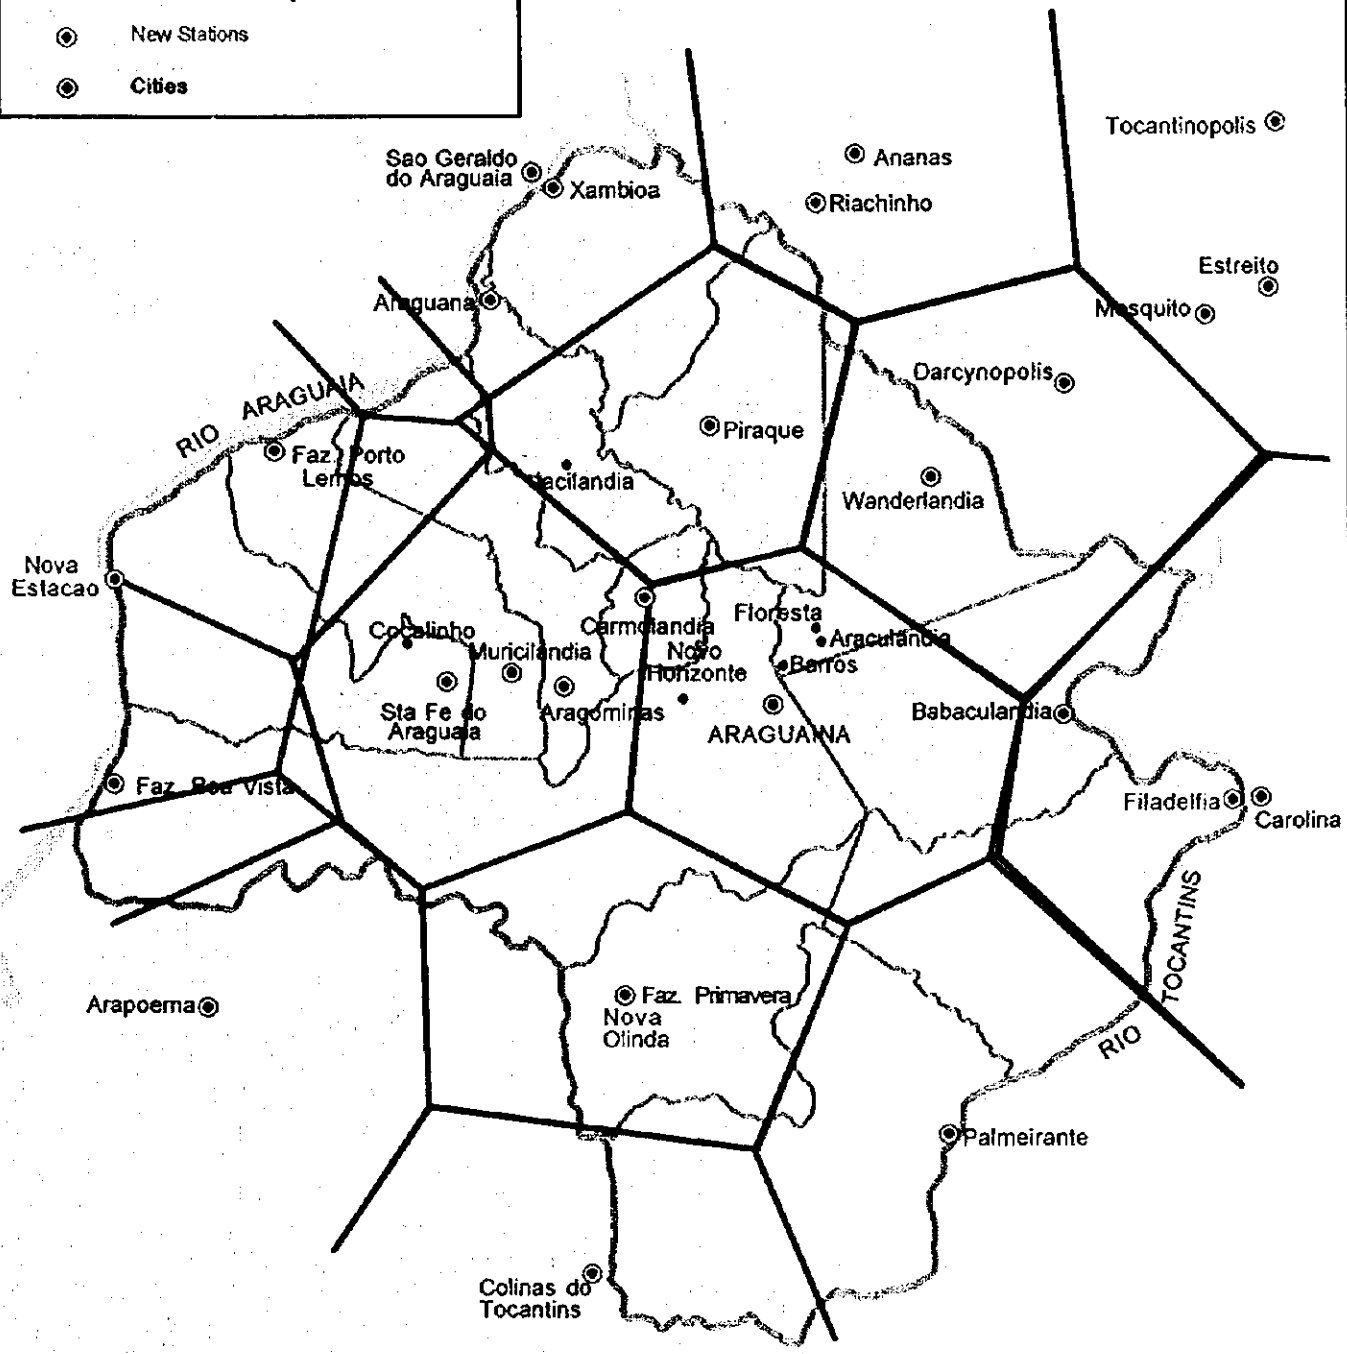 New Stations
Cities
Tocantinopolis
Ananas
Sao Geraldo
do Araguaia
Xambioa
Riachinho
Estreito
Araguana
Mosquito
Darcynopolis
RIO ARAGUAIA
Piraque
Faz. Porto
Lemos
Jacilandia
Wanderlandia
Nova
Estacao
Floresta
Cocalinho
Carmolandia
Araculandia
Muricilandia
Novo
Horizonte
Barros
Sta Fe do
Araguaia
Aragominas
ARAGUAINA
Babaculandia
Faz. Boa Vista
Filadelfia
Carolina
RIO TOCANTINS
Arapoema
Faz. Primavera
Nova
Olinda
Palmeirante
Colinas do
Tocantins